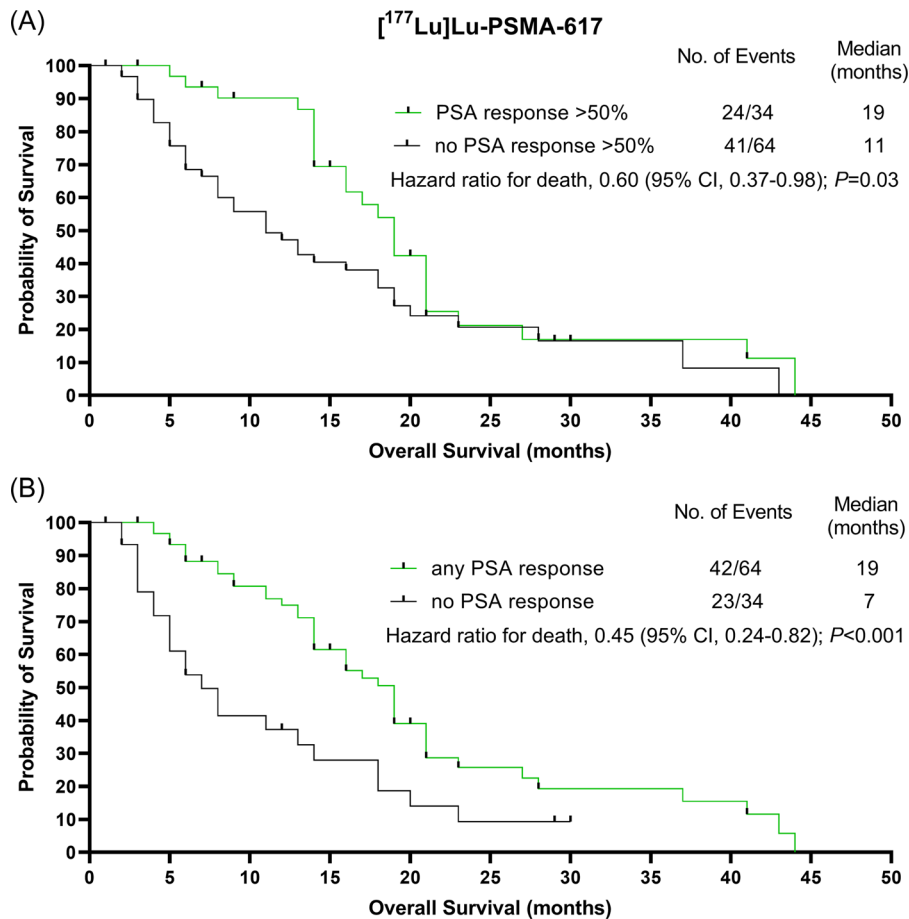 (A)
[¹⁷⁷Lu]Lu-PSMA-617
No. of Events Median (months)
PSA response >50% 24/34 19
no PSA response >50% 41/64 11
Hazard ratio for death, 0.60 (95% CI, 0.37-0.98); P=0.03
Probability of Survival
100
90
80
70
60
50
40
30
20
10
0
0 5 10 15 20 25 30 35 40 45 50
Overall Survival (months)
(B)
No. of Events Median (months)
any PSA response 42/64 19
no PSA response 23/34 7
Hazard ratio for death, 0.45 (95% CI, 0.24-0.82); P<0.001
Probability of Survival
100
90
80
70
60
50
40
30
20
10
0
0 5 10 15 20 25 30 35 40 45 50
Overall Survival (months)